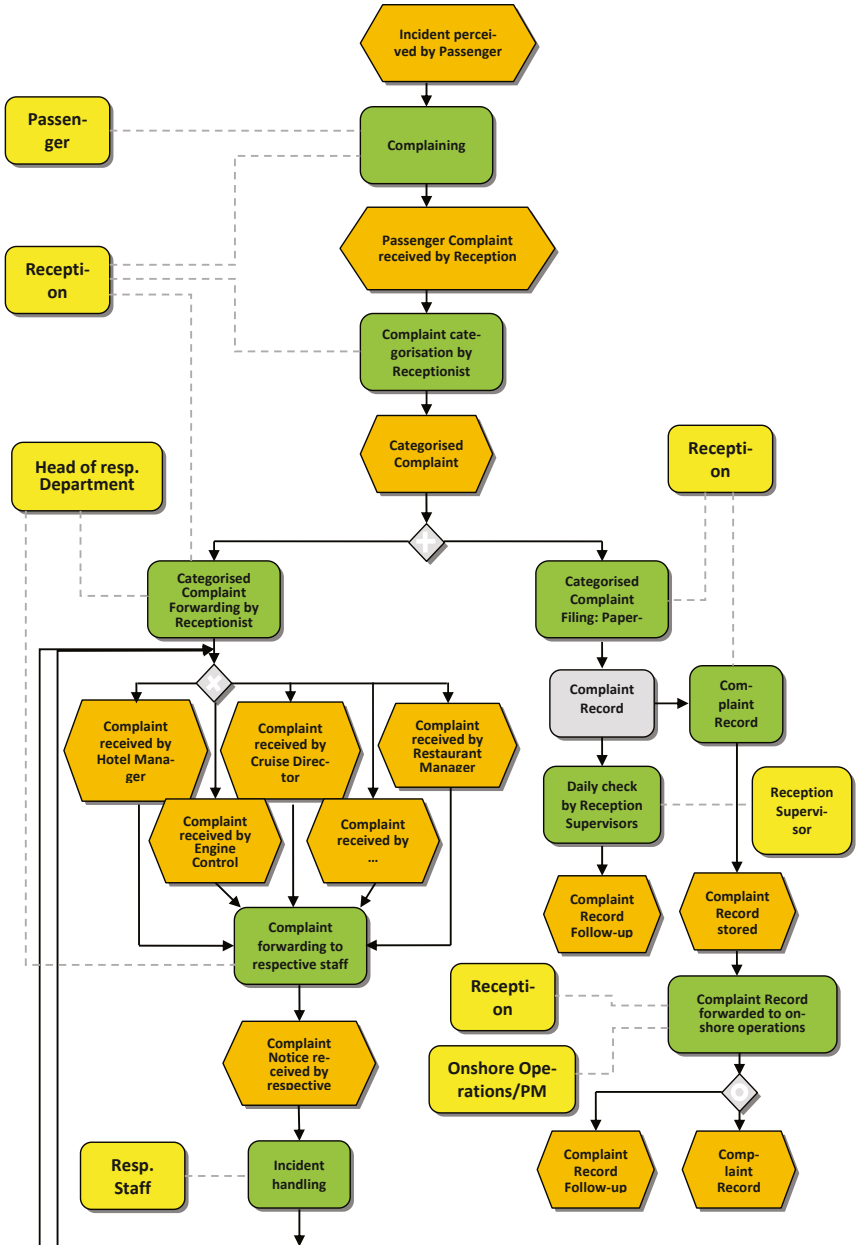 Incident percei-
ved by Passenger
Passen-
ger
Complaining
Passenger Complaint
received by Reception
Recepti-
on
Complaint cate-
gorisation by
Receptionist
Categorised
Complaint
Recepti-
on
Head of resp.
Department
Categorised
Complaint
Forwarding by
Receptionist
Categorised
Complaint
Filing: Paper-
Complaint
Record
Com-
plaint
Record
Complaint
received by
Hotel Mana-
ger
Complaint
received by
Cruise Direc-
tor
Complaint
received by
Restaurant
Manager
Complaint
received by
Engine
Control
Complaint
received by
...
Daily check
by Reception
Supervisors
Reception
Supervi-
sor
Complaint
Record
Follow-up
Complaint
Record
stored
Complaint
forwarding to
respective staff
Recepti-
on
Complaint Record
forwarded to on-
shore operations
Complaint
Notice re-
ceived by
respective
Onshore Ope-
rations/PM
Resp.
Staff
Incident
handling
Complaint
Record
Follow-up
Comp-
laint
Record